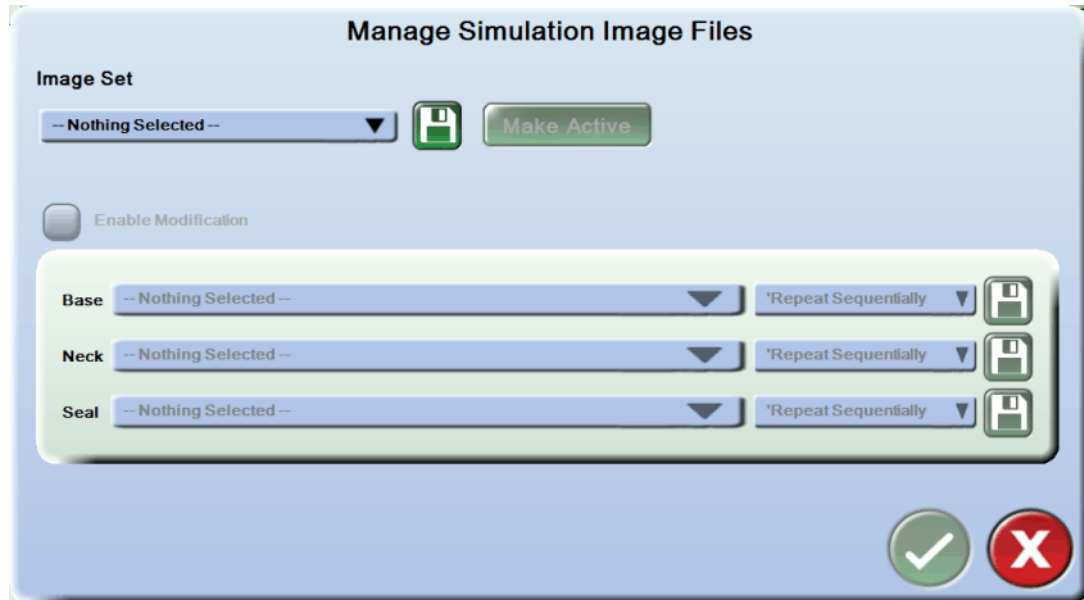 Manage Simulation Image Files
Image Set
-- Nothing Selected --
Make Active
Enable Modification
Base -- Nothing Selected -- 'Repeat Sequentially
Neck -- Nothing Selected -- 'Repeat Sequentially
Seal -- Nothing Selected -- 'Repeat Sequentially